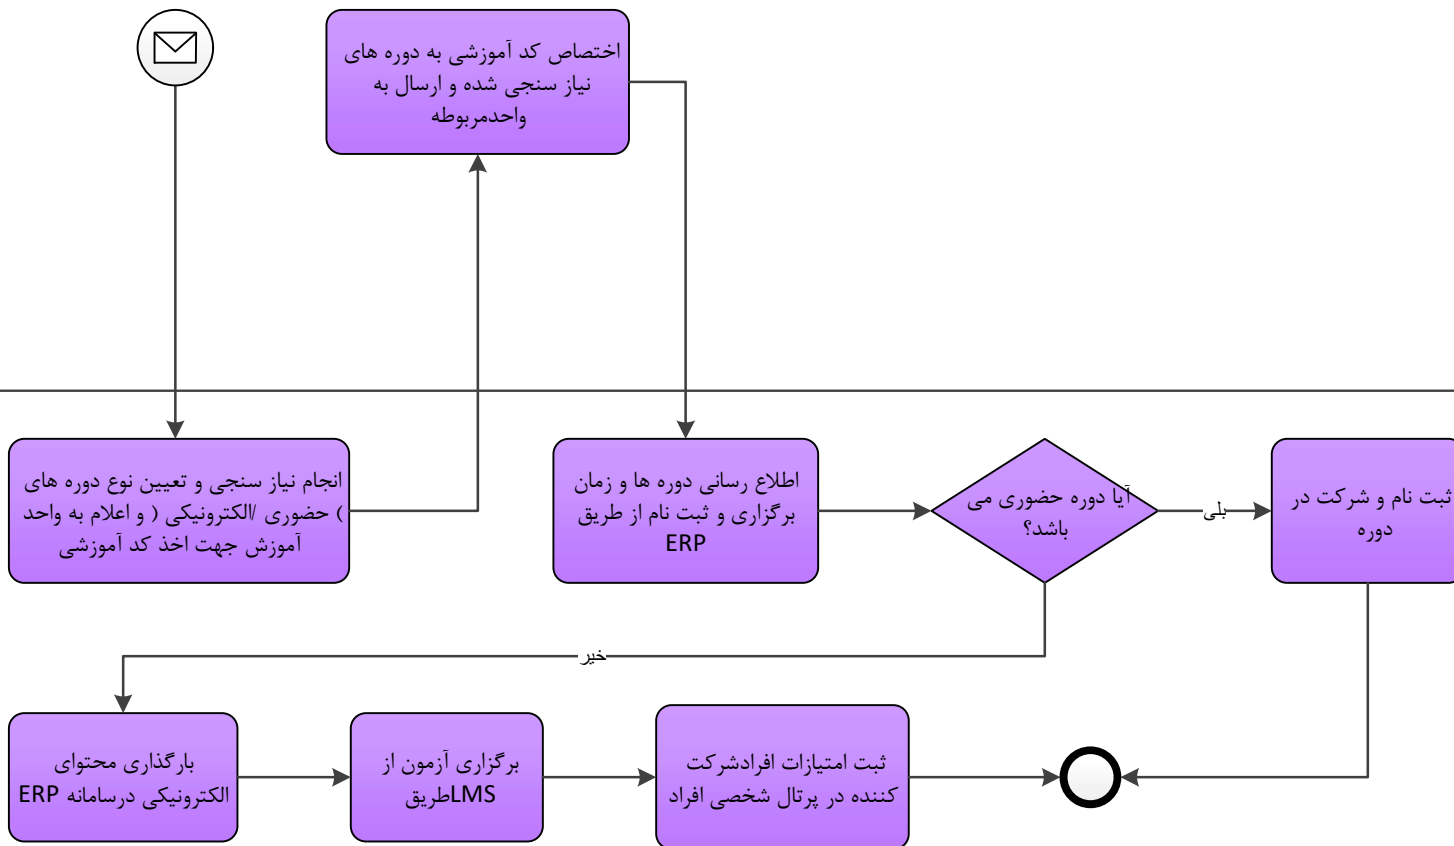 اختصاص کد آموزشی به دوره های
نیاز سنجی شده و ارسال به
واحدمربوطه
انجام نیاز سنجی و تعیین نوع دوره های
) حضوری /الکترونیکی ( و اعلام به واحد
آموزش جهت اخذ کد آموزشی
اطلاع رسانی دوره ها و زمان
برگزاری و ثبت نام از طریق
ERP
آیا دوره حضوری می
باشد؟
بلی
ثبت نام و شرکت در
دوره
خیر
بارگذاری محتوای
الکترونیکی درسامانه ERP
برگزاری آزمون از
طریقLMS
ثبت امتیازات افرادشرکت
کننده در پرتال شخصی افراد